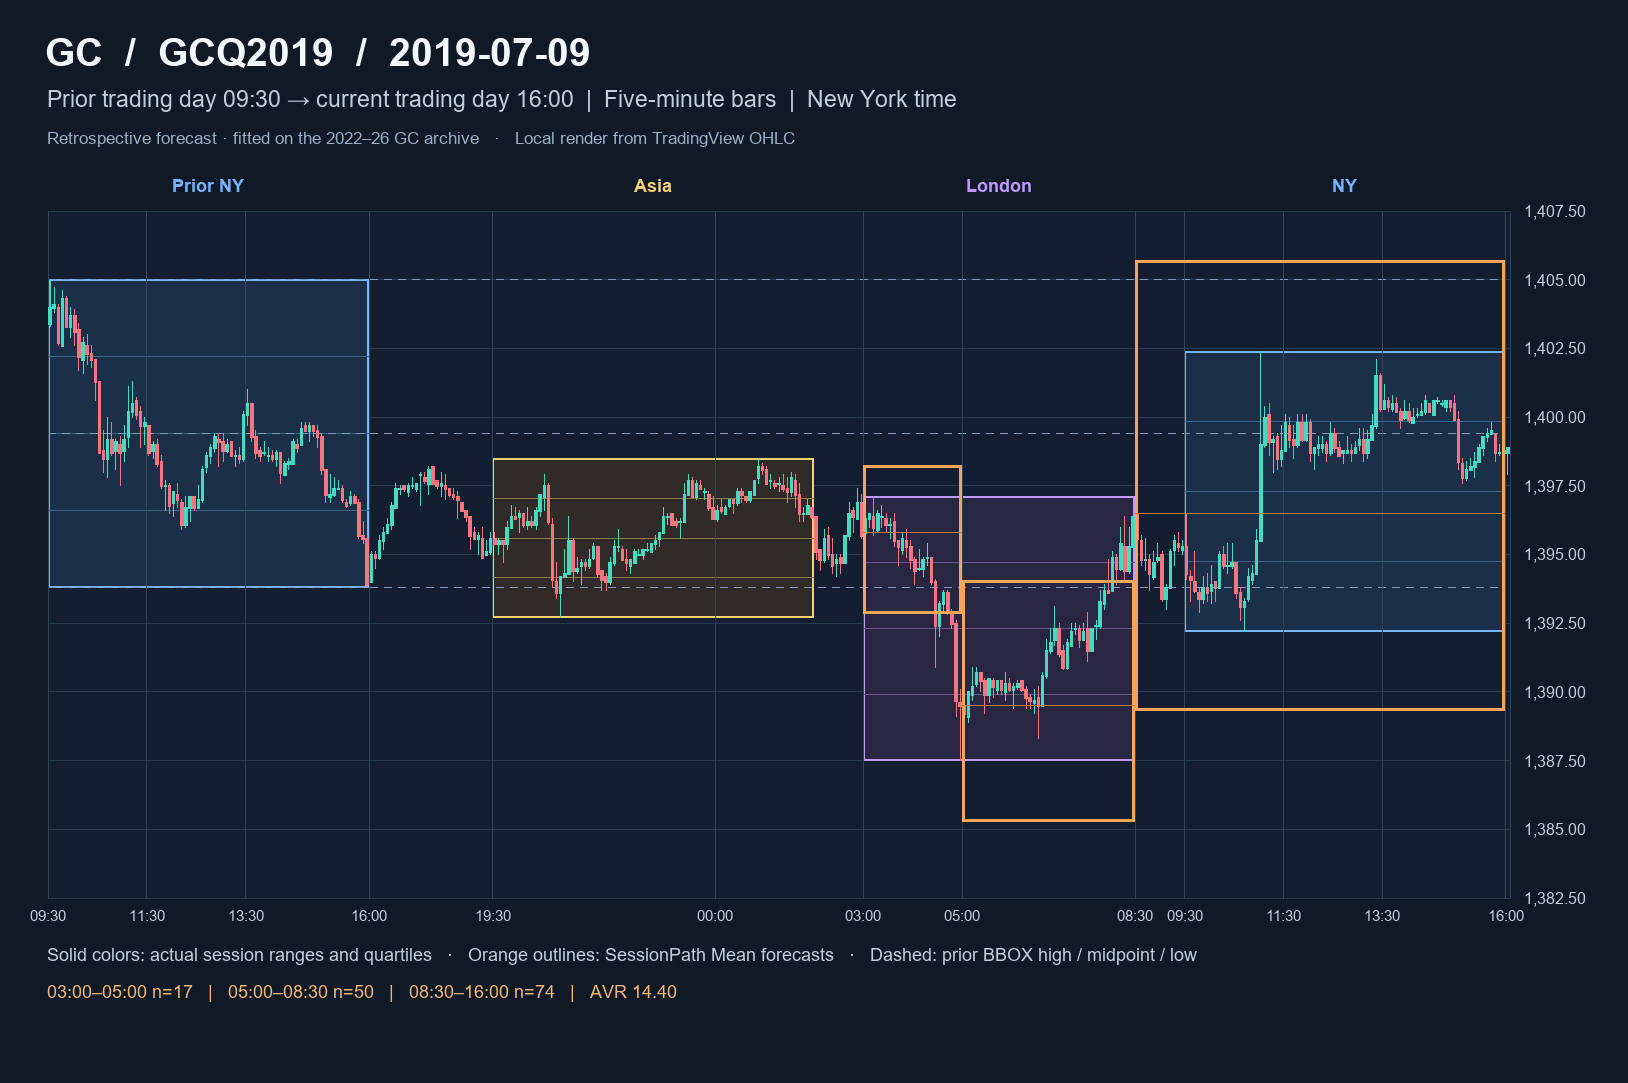 GC / GCQ2019 / 2019-07-09
Prior trading day 09:30 → current trading day 16:00 | Five-minute bars | New York time
Retrospective forecast · fitted on the 2022–26 GC archive · Local render from TradingView OHLC
Prior NY
Asia
London
NY
1,407.50
1,405.00
1,402.50
1,400.00
1,397.50
1,395.00
1,392.50
1,390.00
1,387.50
1,385.00
1,382.50
09:30 11:30 13:30 16:00 19:30 00:00 03:00 05:00 08:30 09:30 11:30 13:30 16:00
Solid colors: actual session ranges and quartiles · Orange outlines: SessionPath Mean forecasts · Dashed: prior BBOX high / midpoint / low
03:00–05:00 n=17 | 05:00–08:30 n=50 | 08:30–16:00 n=74 | AVR 14.40